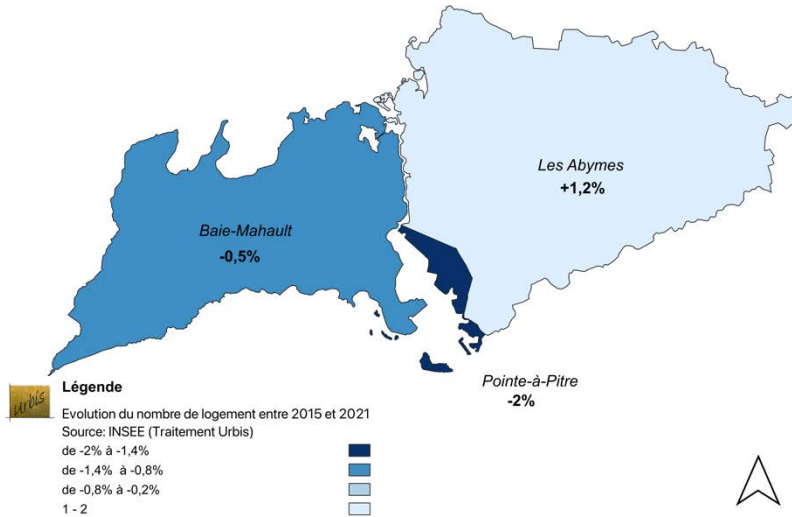 Les Abymes
+1,2%
Baie-Mahault
-0,5%
Pointe-à-Pitre
-2%
urbis
Légende
Evolution du nombre de logement entre 2015 et 2021
Source: INSEE (Traitement Urbis)
de -2% à -1,4%
de -1,4% à -0,8%
de -0,8% à -0,2%
1 - 2